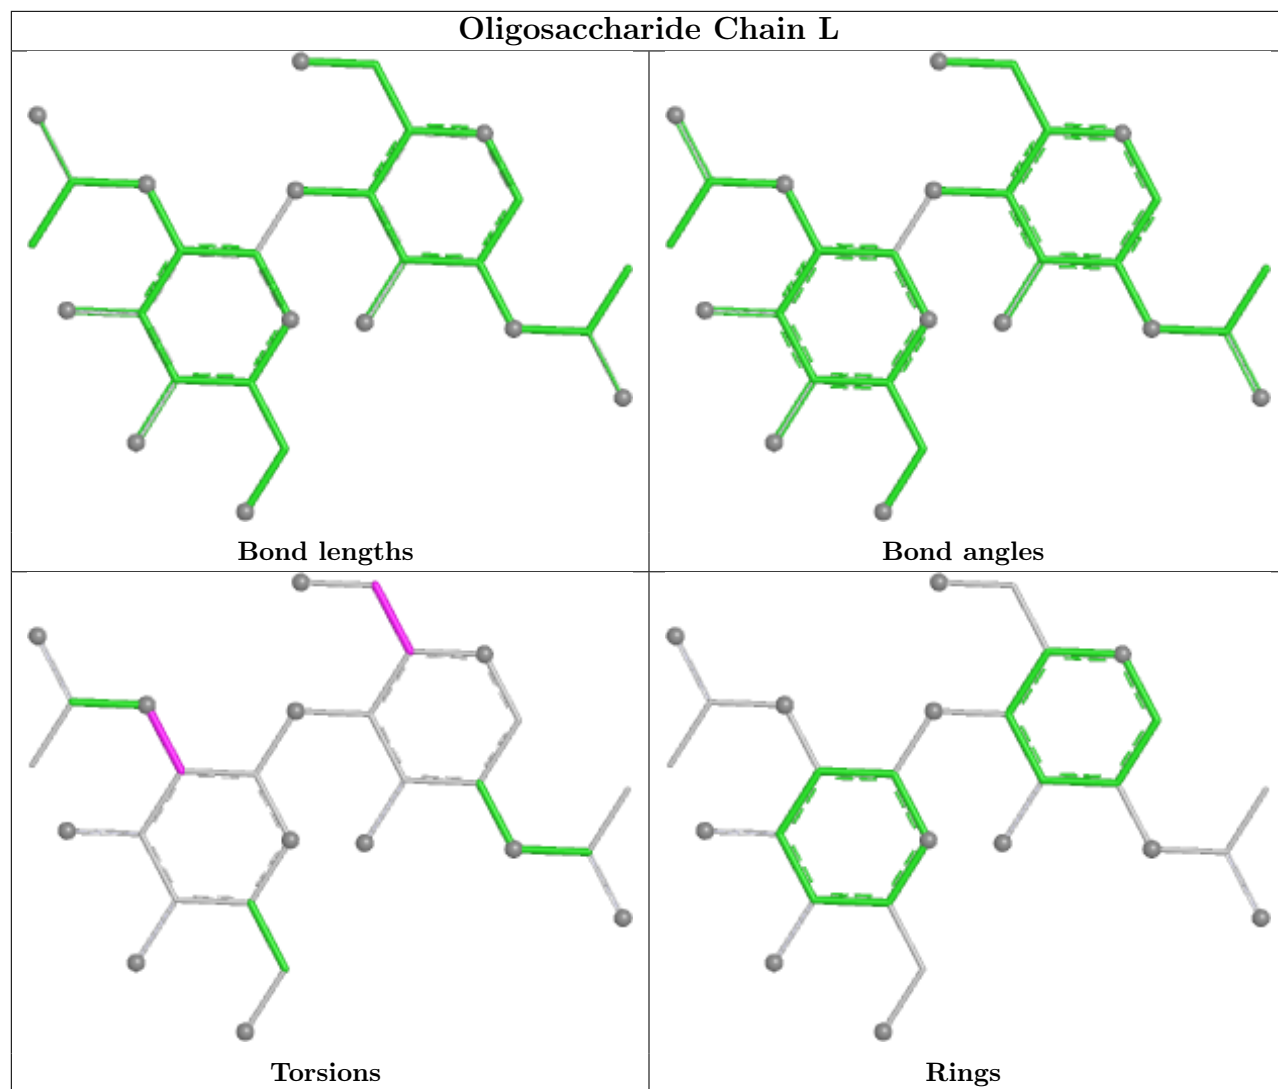 Oligosaccharide Chain L
Bond lengths
Bond angles
Torsions
Rings